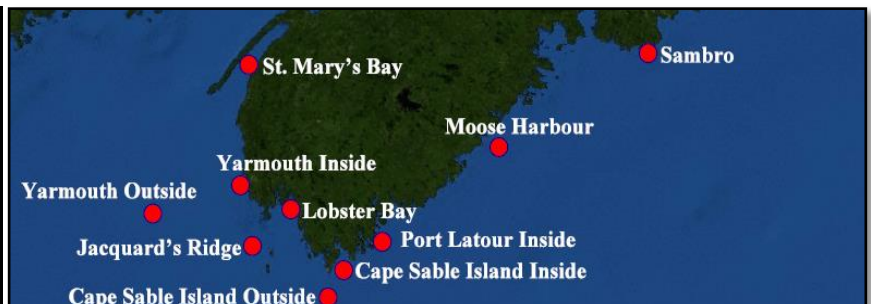 Sambro
St. Mary's Bay
Moose Harbour
Yarmouth Inside
Yarmouth Outside
Lobster Bay
Port Latour Inside
Jacquard's Ridge
Cape Sable Island Inside
Cape Sable Island Outside